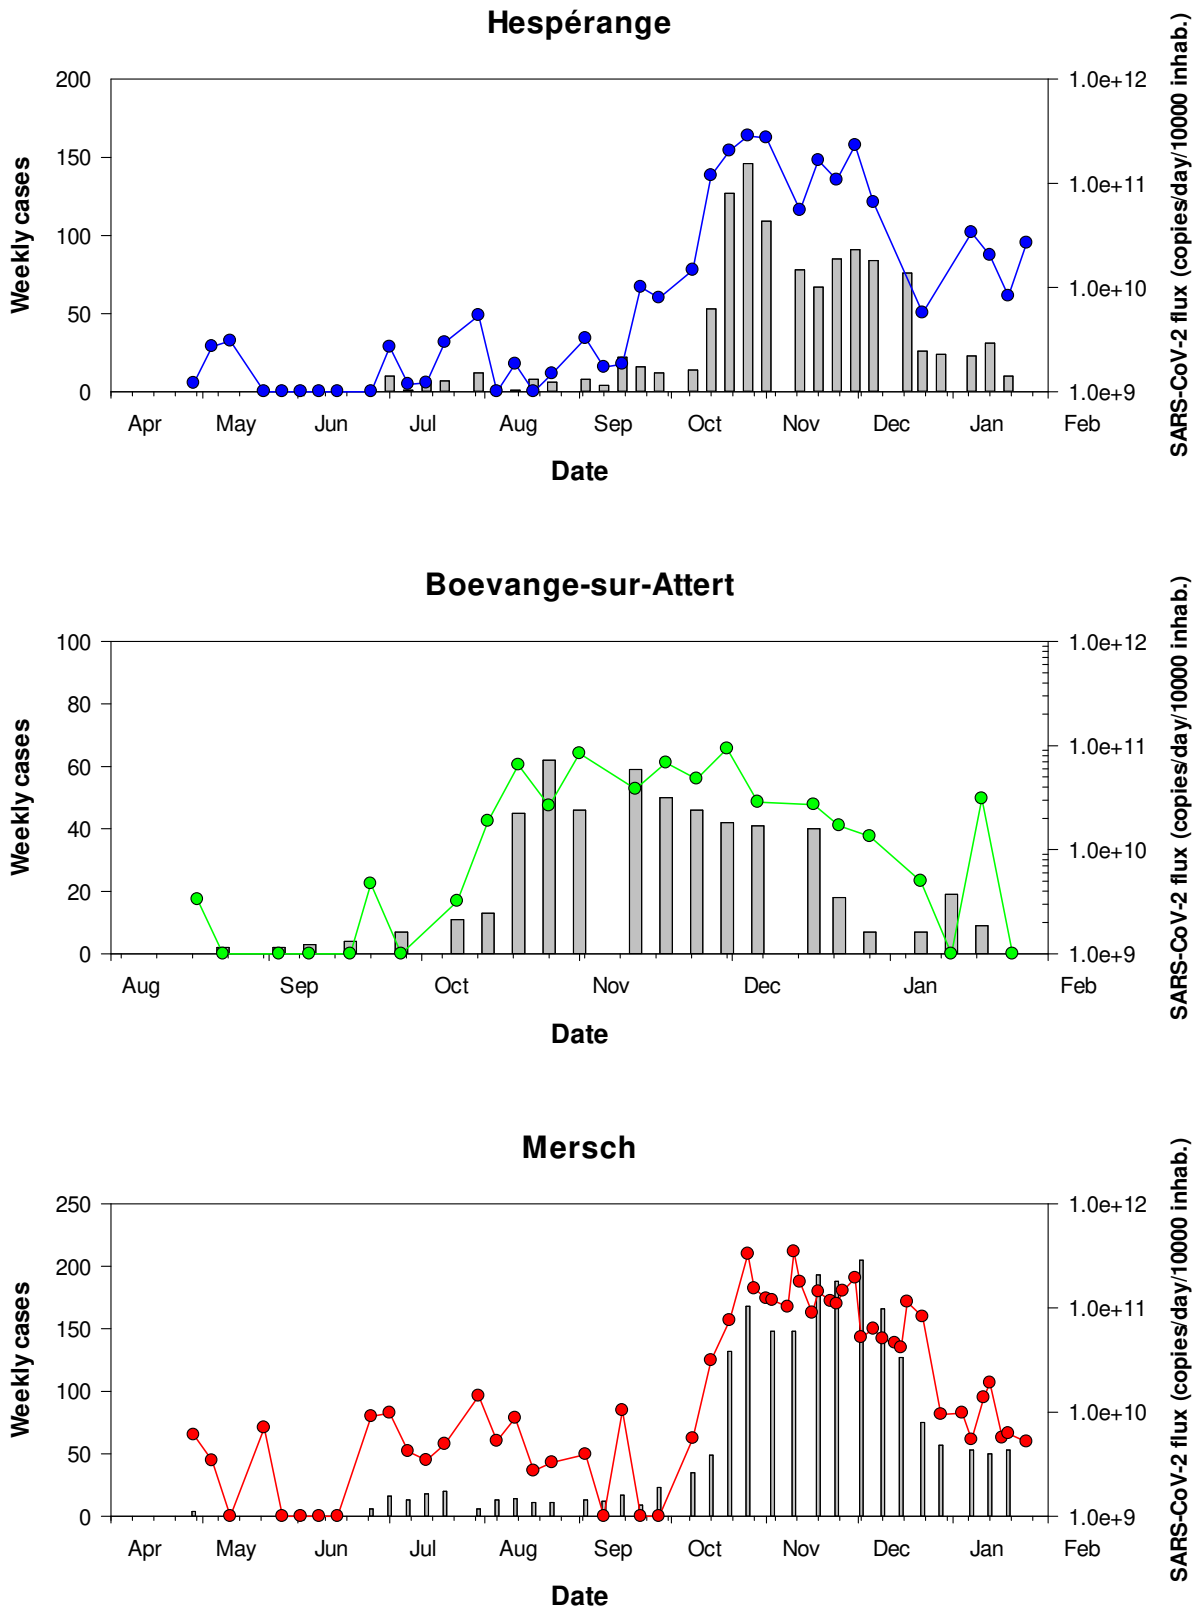 Hespérange
200
150
100
50
0
Weekly cases
1.0e+12
1.0e+11
1.0e+10
1.0e+9
SARS-CoV-2 flux (copies/day/10000 inhab.)
Apr May Jun Jul Aug Sep Oct Nov Dec Jan Feb
Date
Boevange-sur-Attert
100
80
60
40
20
0
Weekly cases
1.0e+12
1.0e+11
1.0e+10
1.0e+9
SARS-CoV-2 flux (copies/day/10000 inhab.)
Aug Sep Oct Nov Dec Jan Feb
Date
Mersch
250
200
150
100
50
0
Weekly cases
1.0e+12
1.0e+11
1.0e+10
1.0e+9
SARS-CoV-2 flux (copies/day/10000 inhab.)
Apr May Jun Jul Aug Sep Oct Nov Dec Jan Feb
Date